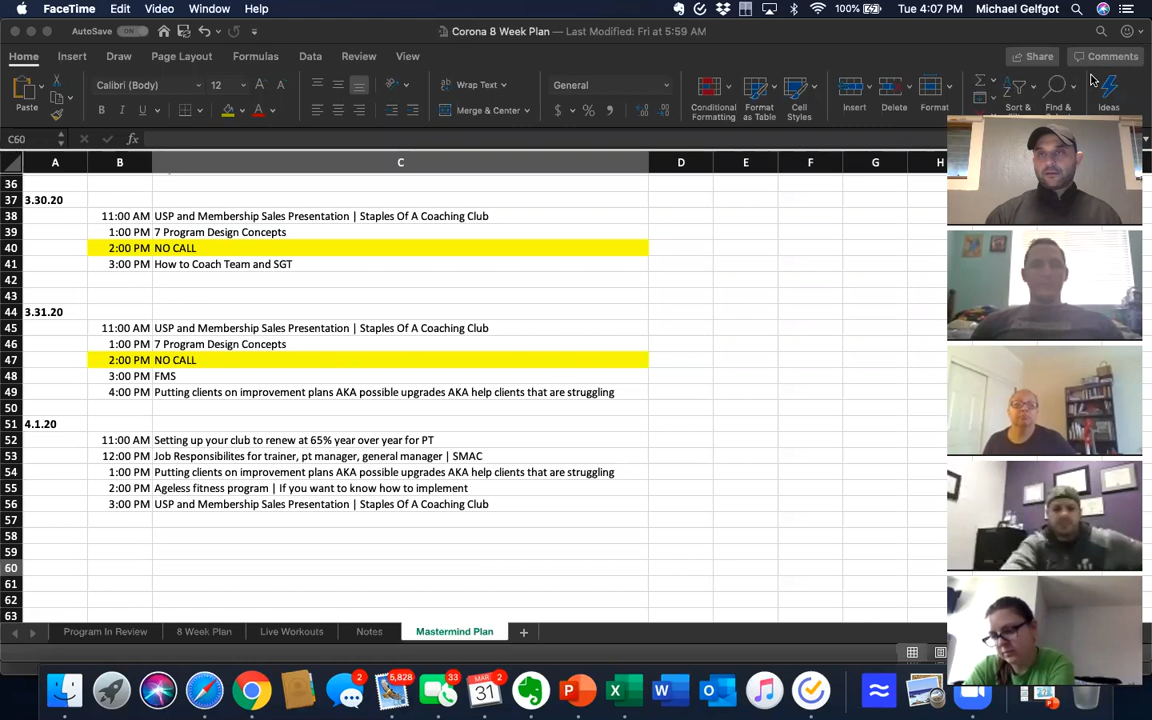 FaceTime Edit Video Window Help 100% Tue 4:07 PM Michael Gelfgot
AutoSave ON Corona 8 Week Plan — Last Modified: Fri at 5:59 AM
Home Insert Draw Page Layout Formulas Data Review View Share Comments
Paste Calibri (Body) 12 A A Wrap Text General
B I U A Merge & Center $ % Conditional Formatting Format as Table Cell Styles Insert Delete Format Sort & Find & Ideas
C60 fx
A B C D E F G H
36
37 3.30.20
38 11:00 AM USP and Membership Sales Presentation | Staples Of A Coaching Club
39 1:00 PM 7 Program Design Concepts
40 2:00 PM NO CALL
41 3:00 PM How to Coach Team and SGT
42
43
44 3.31.20
45 11:00 AM USP and Membership Sales Presentation | Staples Of A Coaching Club
46 1:00 PM 7 Program Design Concepts
47 2:00 PM NO CALL
48 3:00 PM FMS
49 4:00 PM Putting clients on improvement plans AKA possible upgrades AKA help clients that are struggling
50
51 4.1.20
52 11:00 AM Setting up your club to renew at 65% year over year for PT
53 12:00 PM Job Responsibilites for trainer, pt manager, general manager | SMAC
54 1:00 PM Putting clients on improvement plans AKA possible upgrades AKA help clients that are struggling
55 2:00 PM Ageless fitness program | If you want to know how to implement
56 3:00 PM USP and Membership Sales Presentation | Staples Of A Coaching Club
57
58
59
60
61
62
63
Program In Review 8 Week Plan Live Workouts Notes Mastermind Plan +
2 5,828 33 MAR 2 31 P X W O